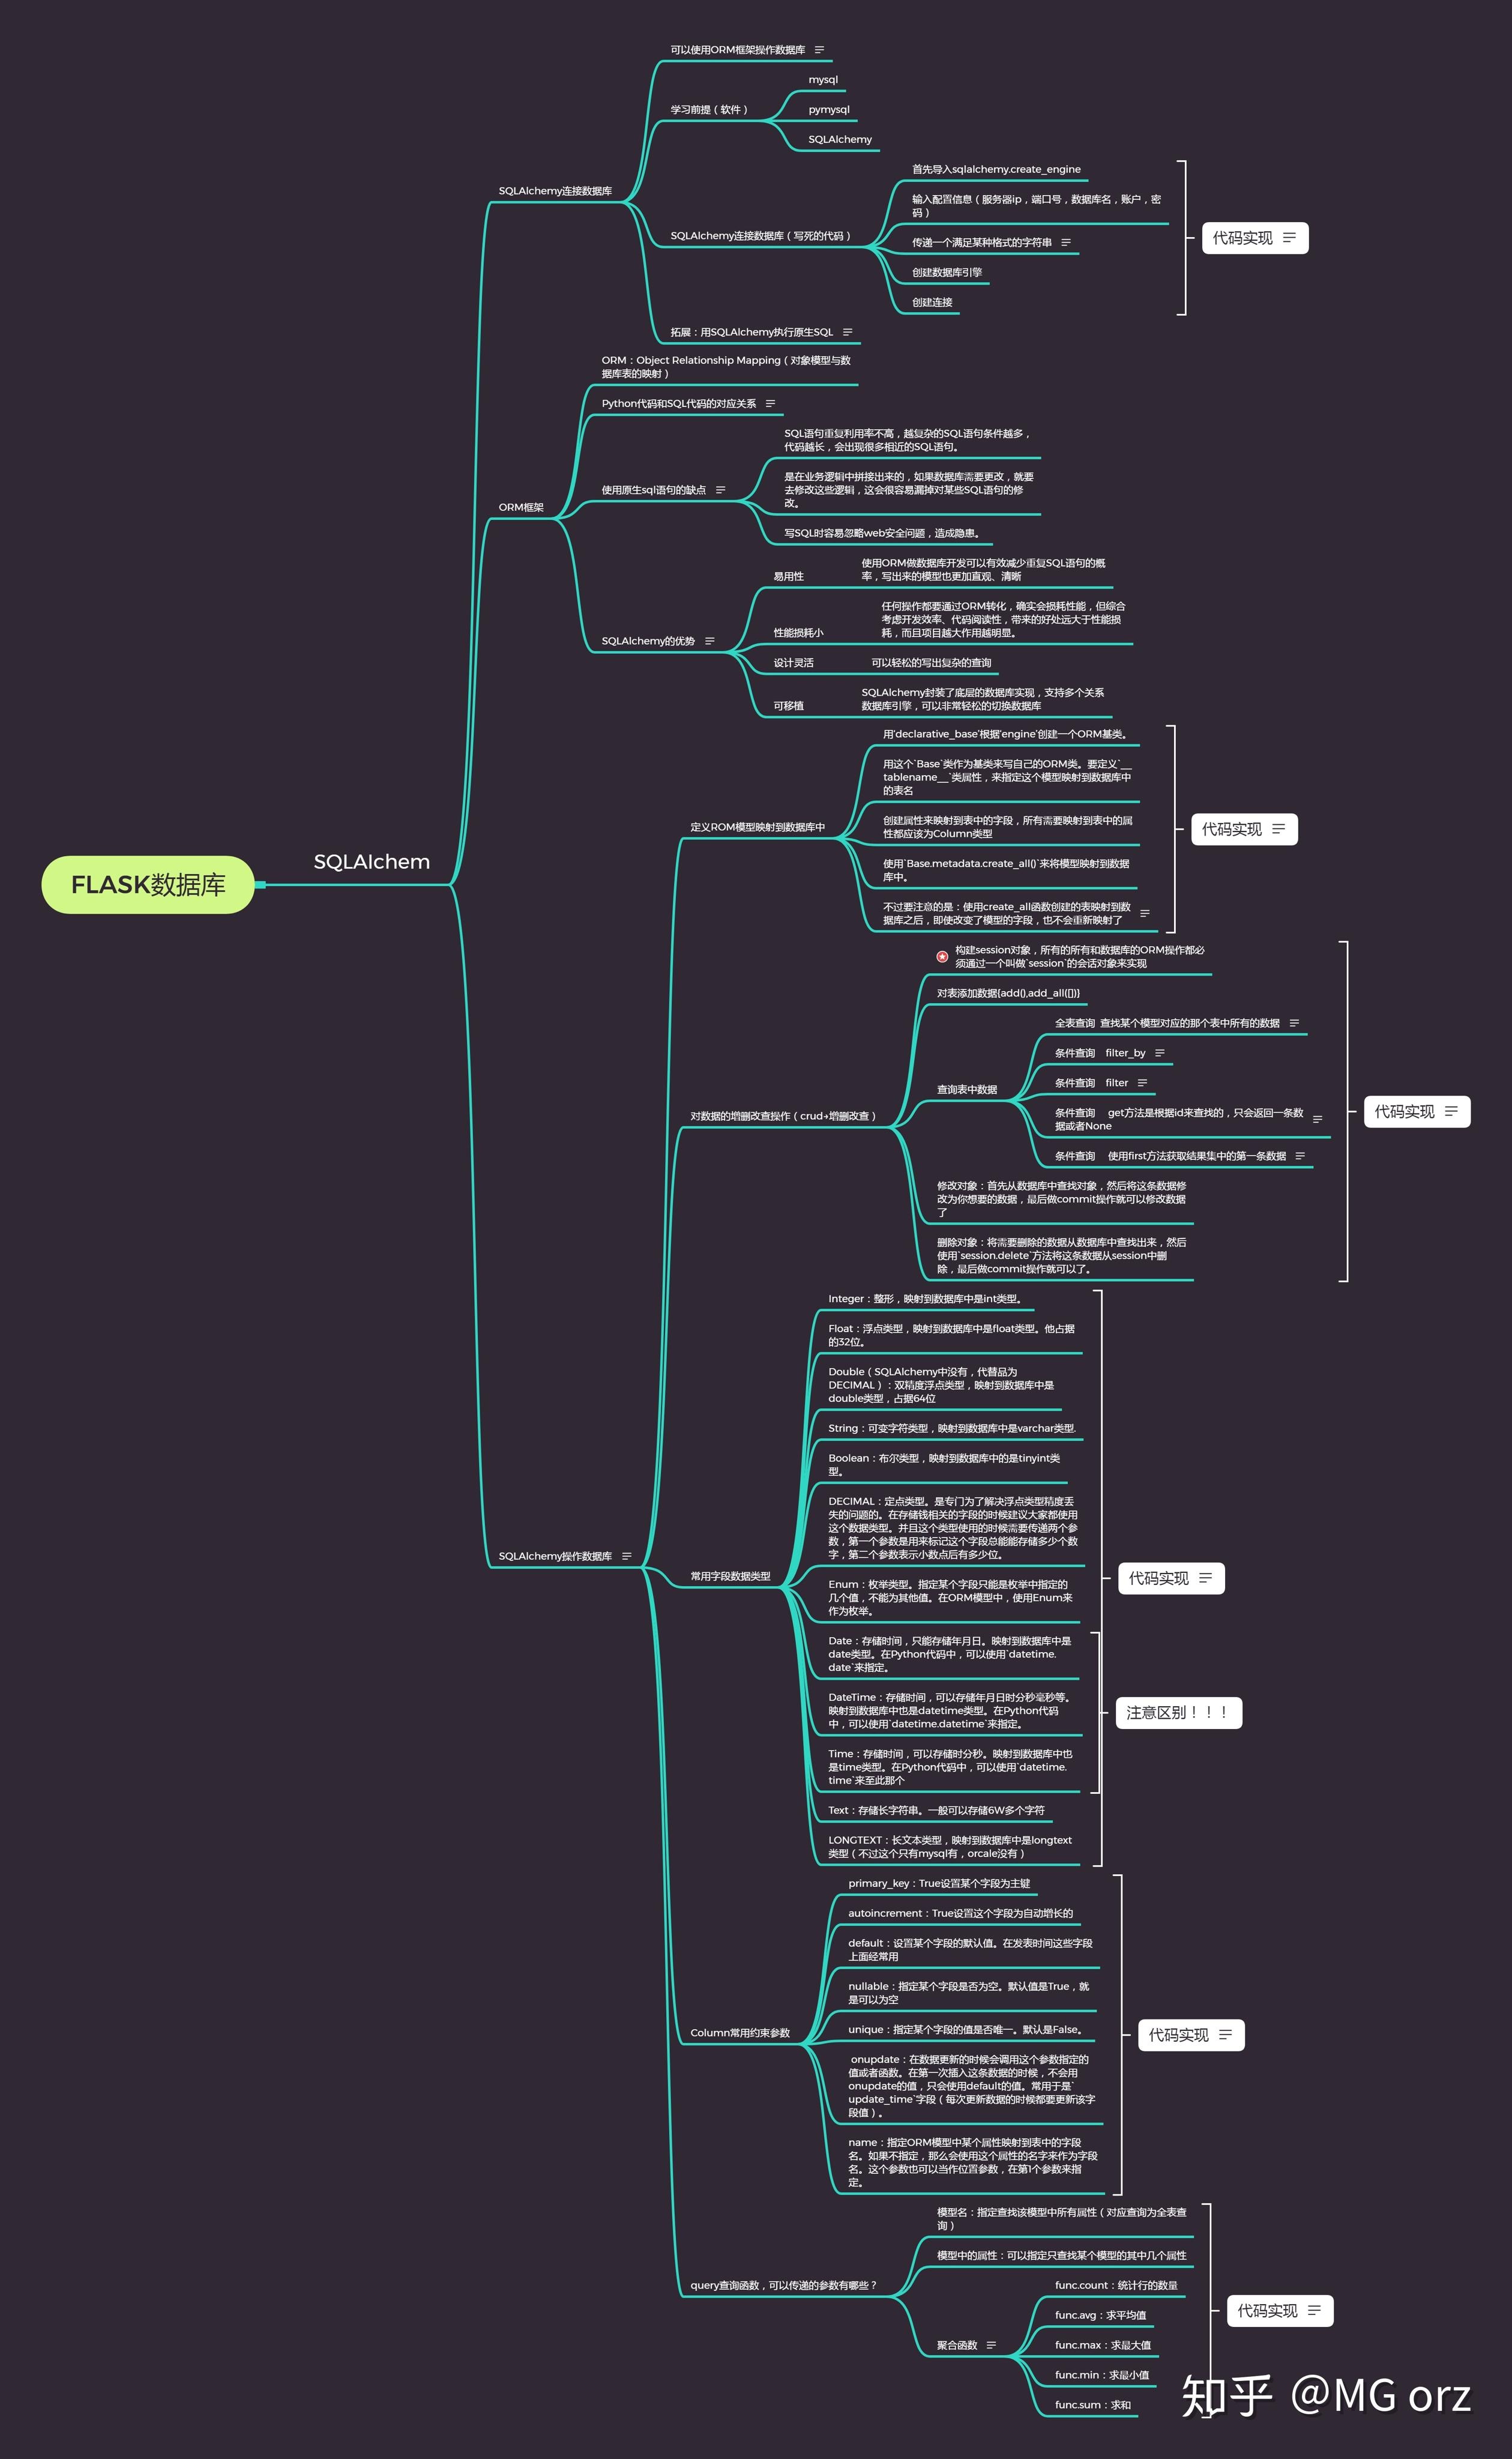 可以使用ORM框架操作数据库
mysql
学习前提（软件）
pymysql
SQLAlchemy
SQLAlchemy连接数据库
首先导入sqlalchemy.create_engine
输入配置信息（服务器ip，端口号，数据库名，账户，密
码）
SQLAlchemy连接数据库（写死的代码）
传递一个满足某种格式的字符串
代码实现
创建数据库引擎
创建连接
拓展：用SQLAlchemy执行原生SQL
ORM：Object Relationship Mapping（对象模型与数
据库表的映射）
Python代码和SQL代码的对应关系
SQL语句重复利用率不高，越复杂的SQL语句条件越多，
代码越长，会出现很多相近的SQL语句。
使用原生sql语句的缺点
是在业务逻辑中拼接出来的，如果数据库需要更改，就要
去修改这些逻辑，这会很容易漏掉对某些SQL语句的修
改。
ORM框架
写SQL时容易忽略web安全问题，造成隐患。
易用性
使用ORM做数据库开发可以有效减少重复SQL语句的概
率，写出来的模型也更加直观、清晰
SQLAlchemy的优势
性能损耗小
任何操作都要通过ORM转化，确实会损耗性能，但综合
考虑开发效率、代码阅读性，带来的好处远大于性能损
耗，而且项目越大作用越明显。
设计灵活
可以轻松的写出复杂的查询
可移植
SQLAlchemy封装了底层的数据库实现，支持多个关系
数据库引擎，可以非常轻松的切换数据库
用'declarative_base'根据'engine'创建一个ORM基类。
用这个`Base`类作为基类来写自己的ORM类。要定义`__
tablename__`类属性，来指定这个模型映射到数据库中
的表名
定义ROM模型映射到数据库中
创建属性来映射到表中的字段，所有需要映射到表中的属
性都应该为Column类型
代码实现
使用`Base.metadata.create_all()`来将模型映射到数据
库中。
不过要注意的是：使用create_all函数创建的表映射到数
据库之后，即使改变了模型的字段，也不会重新映射了
FLASK数据库
SQLAlchem
构建session对象，所有的所有和数据库的ORM操作都必
须通过一个叫做`session`的会话对象来实现
对表添加数据{add(),add_all([])}
全表查询 查找某个模型对应的那个表中所有的数据
条件查询 filter_by
查询表中数据
条件查询 filter
对数据的增删改查操作（crud+增删改查）
条件查询 get方法是根据id来查找的，只会返回一条数
据或者None
代码实现
条件查询 使用first方法获取结果集中的第一条数据
修改对象：首先从数据库中查找对象，然后将这条数据修
改为你想要的数据，最后做commit操作就可以修改数据
了
删除对象：将需要删除的数据从数据库中查找出来，然后
使用`session.delete`方法将这条数据从session中删
除，最后做commit操作就可以了。
Integer：整形，映射到数据库中是int类型。
Float：浮点类型，映射到数据库中是float类型。他占据
的32位。
Double（SQLAlchemy中没有，代替品为
DECIMAL）：双精度浮点类型，映射到数据库中是
double类型，占据64位
String：可变字符类型，映射到数据库中是varchar类型.
Boolean：布尔类型，映射到数据库中的是tinyint类
型。
DECIMAL：定点类型。是专门为了解决浮点类型精度丢
失的问题的。在存储钱相关的字段的时候建议大家都使用
这个数据类型。并且这个类型使用的时候需要传递两个参
数，第一个参数是用来标记这个字段总能能存储多少个数
字，第二个参数表示小数点后有多少位。
SQLAlchemy操作数据库
常用字段数据类型
Enum：枚举类型。指定某个字段只能是枚举中指定的
几个值，不能为其他值。在ORM模型中，使用Enum来
作为枚举。
代码实现
Date：存储时间，只能存储年月日。映射到数据库中是
date类型。在Python代码中，可以使用`datetime.
date`来指定。
DateTime：存储时间，可以存储年月日时分秒毫秒等。
映射到数据库中也是datetime类型。在Python代码
中，可以使用`datetime.datetime`来指定。
注意区别！！！
Time：存储时间，可以存储时分秒。映射到数据库中也
是time类型。在Python代码中，可以使用`datetime.
time`来至此那个
Text：存储长字符串。一般可以存储6W多个字符
LONGTEXT：长文本类型，映射到数据库中是longtext
类型（不过这个只有mysql有，orcale没有）
primary_key：True设置某个字段为主键
autoincrement：True设置这个字段为自动增长的
default：设置某个字段的默认值。在发表时间这些字段
上面经常用
nullable：指定某个字段是否为空。默认值是True，就
是可以为空
Column常用约束参数
unique：指定某个字段的值是否唯一。默认是False。
代码实现
onupdate：在数据更新的时候会调用这个参数指定的
值或者函数。在第一次插入这条数据的时候，不会用
onupdate的值，只会使用default的值。常用于是`
update_time`字段（每次更新数据的时候都要更新该字
段值）。
name：指定ORM模型中某个属性映射到表中的字段
名。如果不指定，那么会使用这个属性的名字来作为字段
名。这个参数也可以当作位置参数，在第1个参数来指
定。
模型名：指定查找该模型中所有属性（对应查询为全表查
询）
模型中的属性：可以指定只查找某个模型的其中几个属性
query查询函数，可以传递的参数有哪些？
func.count：统计行的数量
代码实现
func.avg：求平均值
聚合函数
func.max：求最大值
func.min：求最小值
func.sum：求和
知乎 @MG orz